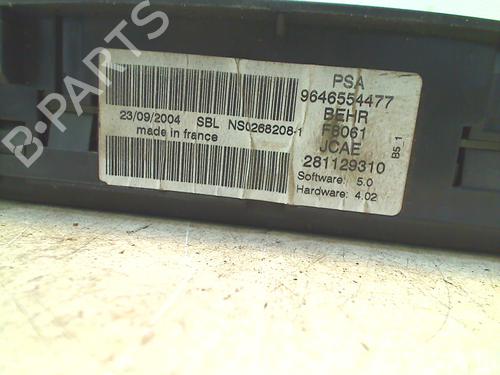 PSA
9646554477
BEHR
F8061
JCAE
281129310
Software: 5.0
Hardware: 4.02
B5 1
23/09/2004 SBL NS0268208-1
made in france
B-PARTS